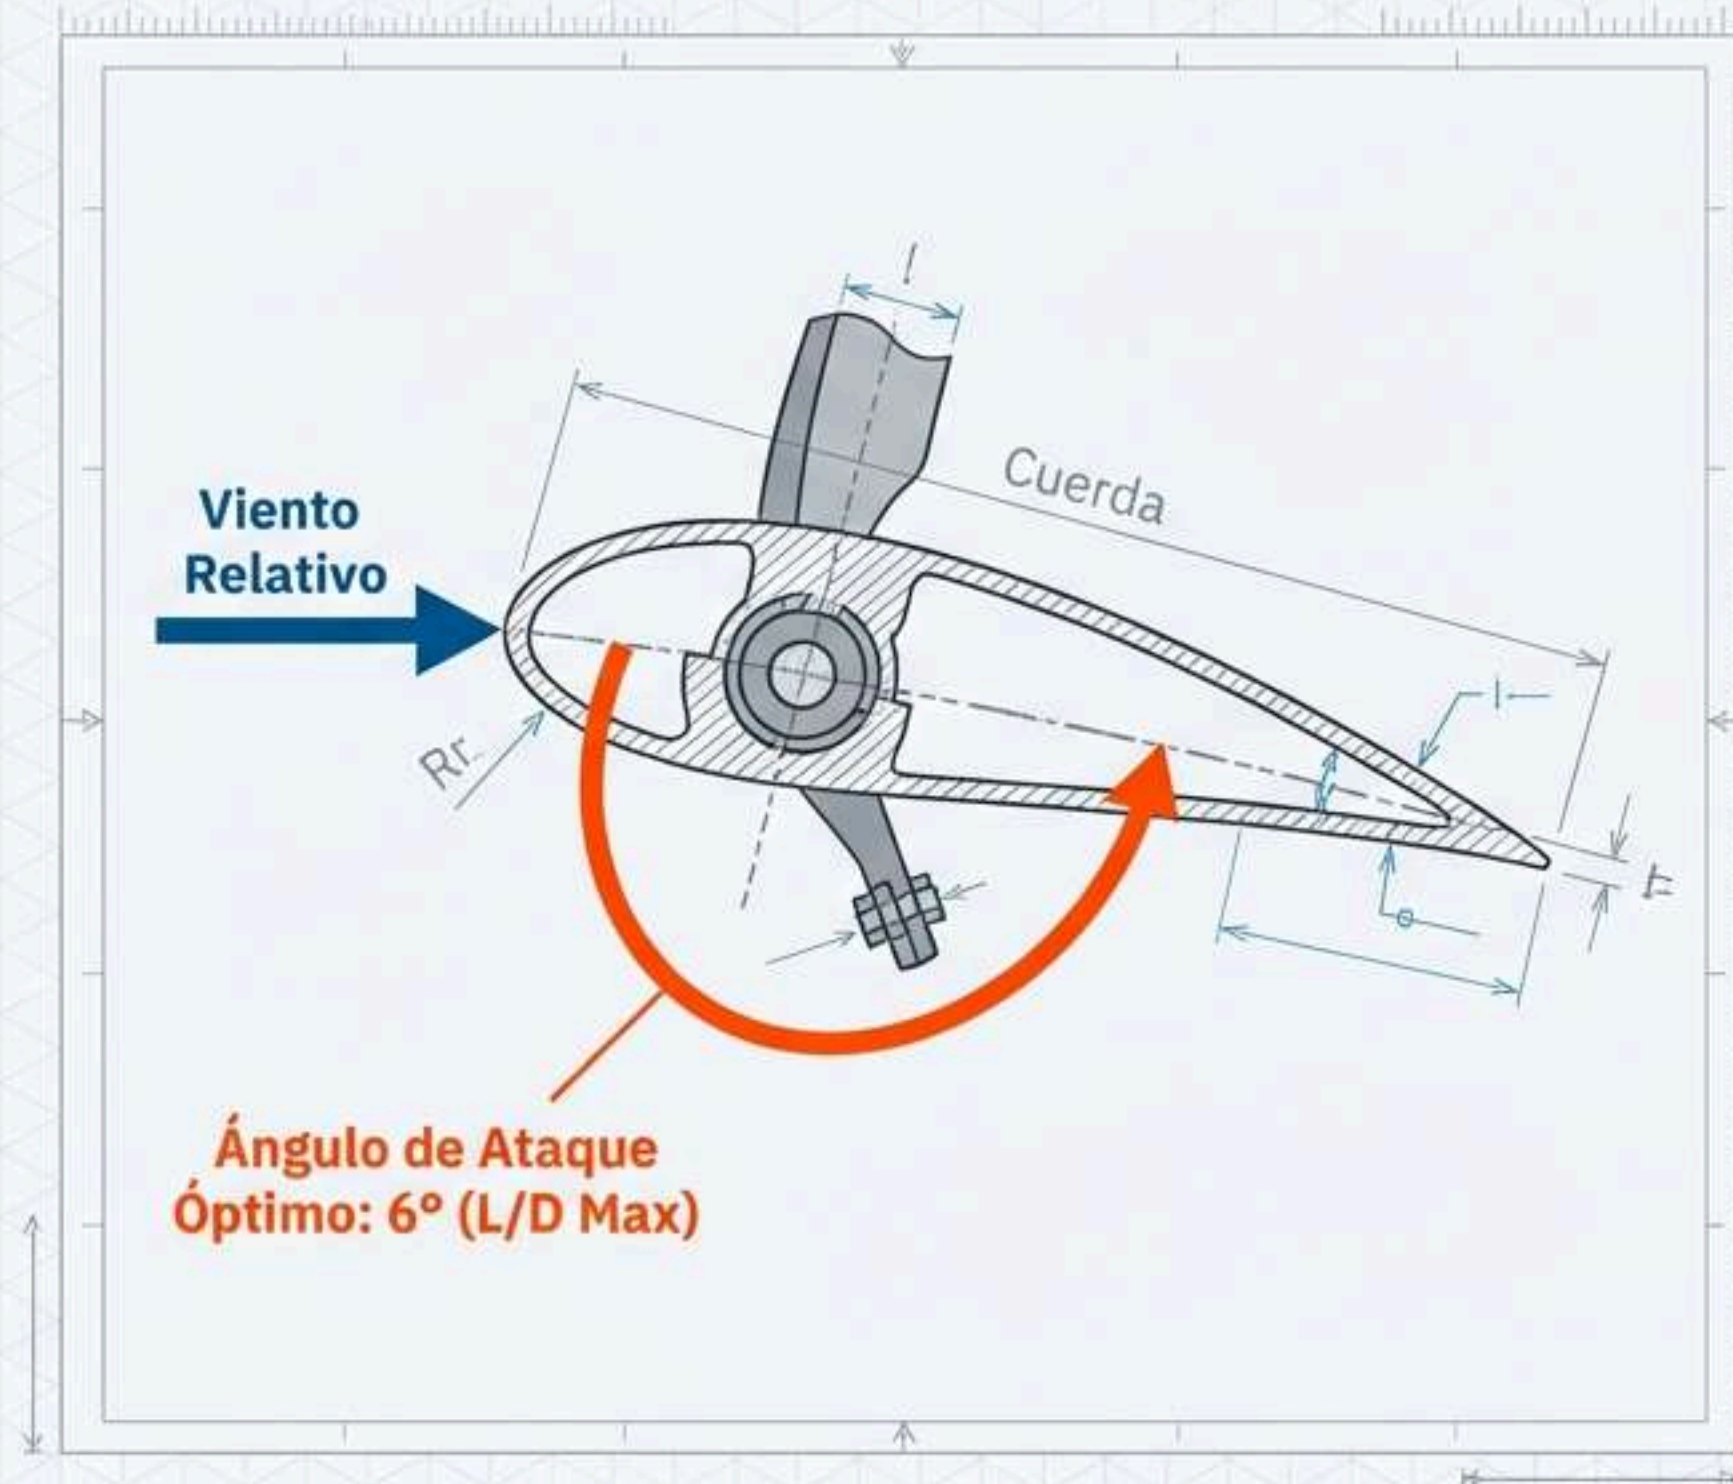 Cuerda
Viento
Relativo
Rr.
Ángulo de Ataque
Óptimo: 6° (L/D Max)